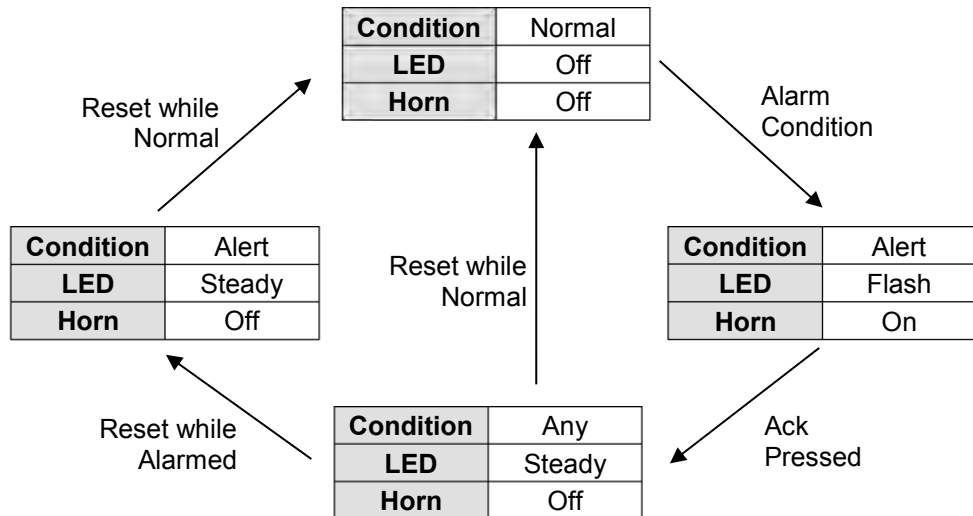 Condition Normal
LED Off
Horn Off
Reset while
Normal
Alarm
Condition
Condition Alert
LED Steady
Horn Off
Reset while
Normal
Condition Alert
LED Flash
Horn On
Reset while
Alarmed
Condition Any
LED Steady
Horn Off
Ack
Pressed